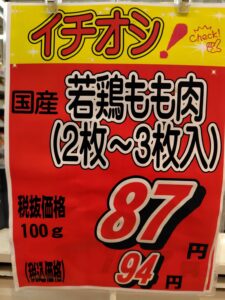 イチオシ!
Check!
国産 若鶏もも肉
(2枚～3枚入)
税抜価格
100g
87円
(税込価格)
94円